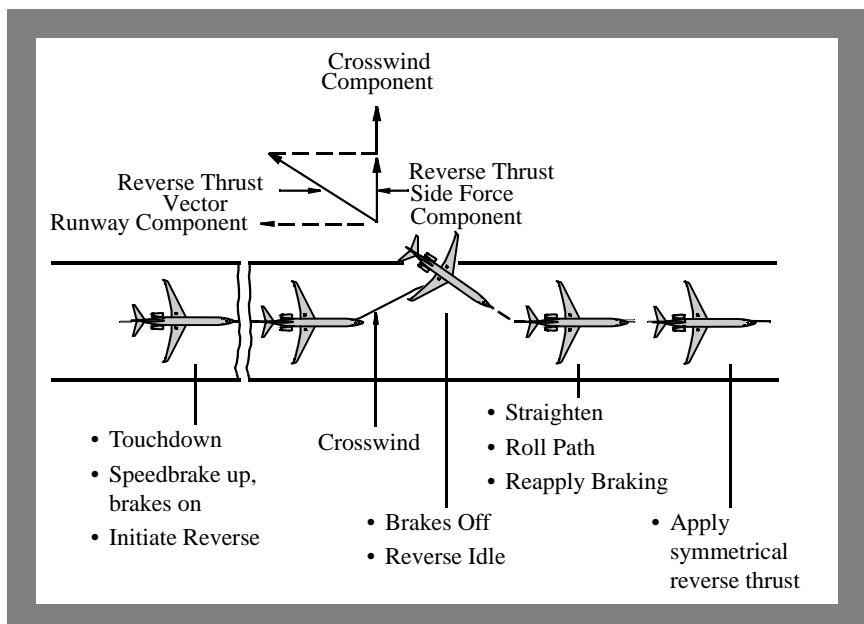 Crosswind
Component
Reverse Thrust
Vector
Runway Component
Reverse Thrust
Side Force
Component
• Touchdown
• Speedbrake up,
brakes on
• Initiate Reverse
Crosswind
• Brakes Off
• Reverse Idle
• Straighten
• Roll Path
• Reapply Braking
• Apply
symmetrical
reverse thrust